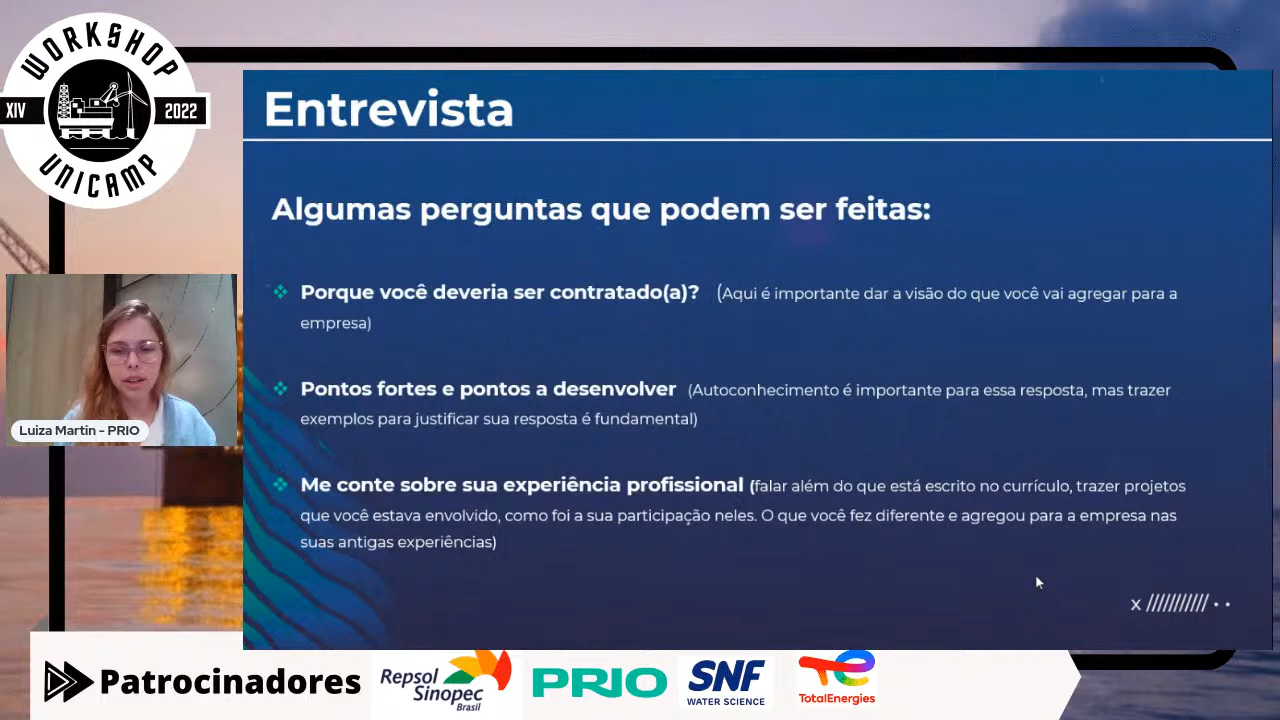 WORKSHOP
XIV
2022
UNICAMP
Entrevista
Algumas perguntas que podem ser feitas:
Porque você deveria ser contratado(a)? (Aqui é importante dar a visão do que você vai agregar para a
empresa)
Pontos fortes e pontos a desenvolver (Autoconhecimento é importante para essa resposta, mas trazer
exemplos para justificar sua resposta é fundamental)
Me conte sobre sua experiência profissional (falar além do que está escrito no currículo, trazer projetos
que você estava envolvido, como foi a sua participação neles. O que você fez diferente e agregou para a empresa nas
suas antigas experiências)
x ///////////
Luiza Martin - PRIO
Patrocinadores
Repsol
Sinopec
Brasil
PRIO
SNF
WATER SCIENCE
TotalEnergies